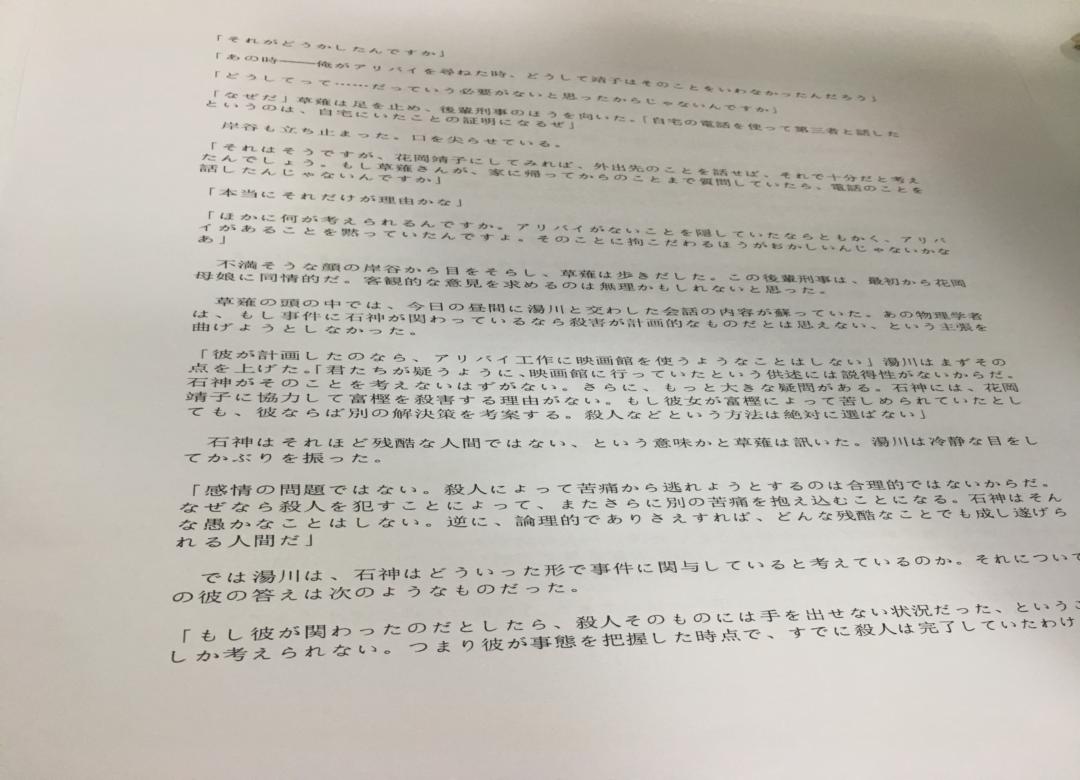 「それがどうかしたんですか」
「あの時――俺がアリバイを尋ねた時、どうして靖子はそのことをいわなかったんだろう」
「どうしてって……だっていう必要がないと思ったからじゃないんですか」
「なぜだ」草薙は足を止め、後輩刑事のほうを向いた。「自宅の電話を使って第三者と話した
というのは、自宅にいたことの証明になるぜ」
岸谷も立ち止まった。口を尖らせている。
「それはそうですが、花岡靖子にしてみれば、外出先のことを話せば、それで十分だと考え
たんでしょう。もし草薙さんが、家に帰ってからのことまで質問していたら、電話のことを
話したんじゃないんですか」
「本当にそれだけが理由かな」
「ほかに何が考えられるんですか。アリバイがないことを隠していたならともかく、アリバ
イがあることを黙っていたんですよ。そのことに拘こだわるほうがおかしいんじゃないかな
あ」
不満そうな顔の岸谷から目をそらし、草薙は歩きだした。この後輩刑事は、最初から花岡
母娘に同情的だ。客観的な意見を求めるのは無理かもしれないと思った。
草薙の頭の中では、今日の昼間に湯川と交わした会話の内容が蘇っていた。あの物理学者
は、もし事件に石神が関わっているなら殺害が計画的なものだとは思えない、という主張を
曲げようとしなかった。
「彼が計画したのなら、アリバイ工作に映画館を使うようなことはしない」湯川はまずその
点を上げた。「君たちが疑うように、映画館に行っていたという供述には説得性がないからだ。
石神がそのことを考えないはずがない。さらに、もっと大きな疑問がある。石神には、花岡
靖子に協力して富樫を殺害する理由がない。もし彼女が富樫によって苦しめられていたとし
ても、彼ならば別の解決策を考案する。殺人などという方法は絶対に選ばない」
石神はそれほど残酷な人間ではない、という意味かと草薙は訊いた。湯川は冷静な目をし
てかぶりを振った。
「感情の問題ではない。殺人によって苦痛から逃れようとするのは合理的ではないからだ。
なぜなら殺人を犯すことによって、またさらに別の苦痛を抱え込むことになる。石神はそん
な愚かなことはしない。逆に、論理的でありさえすれば、どんな残酷なことでも成し遂げら
れる人間だ」
では湯川は、石神はどういった形で事件に関与していると考えているのか。それについて
の彼の答えは次のようなものだった。
「もし彼が関わったのだとしたら、殺人そのものには手を出せない状況だった、というこ
しか考えられない。つまり彼が事態を把握した時点で、すでに殺人は完了していたわけ